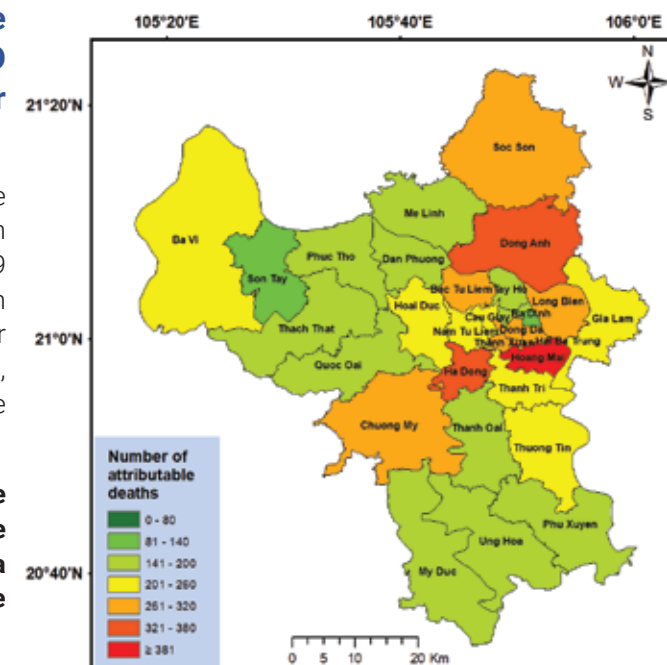 e
0
r
e
n
9
n
r
,
e
e
e
a
e
105°20'E 105°40'E 106°0'E
N
W E
S
21°20'N
21°0'N
20°40'N
Soc Son
Me Linh
Dong Anh
Ba Vi
Phuc Tho
Dan Phuong
Son Tay
Bac Tu Liem
Tay Ho
Long Bien
Hoai Duc
Cau Giay
Ba Dinh
Gia Lam
Thach That
Nam Tu Liem
Dong Da
Thanh Xuan
Hai Ba Trung
Hoang Mai
Quoc Oai
Ha Dong
Thanh Tri
Chuong My
Thanh Oai
Thuong Tin
Phu Xuyen
Ung Hoa
My Duc
Number of
attributable
deaths
0 - 80
81 - 140
141 - 200
201 - 260
261 - 320
321 - 380
≥ 381
0 5 10 20 Km